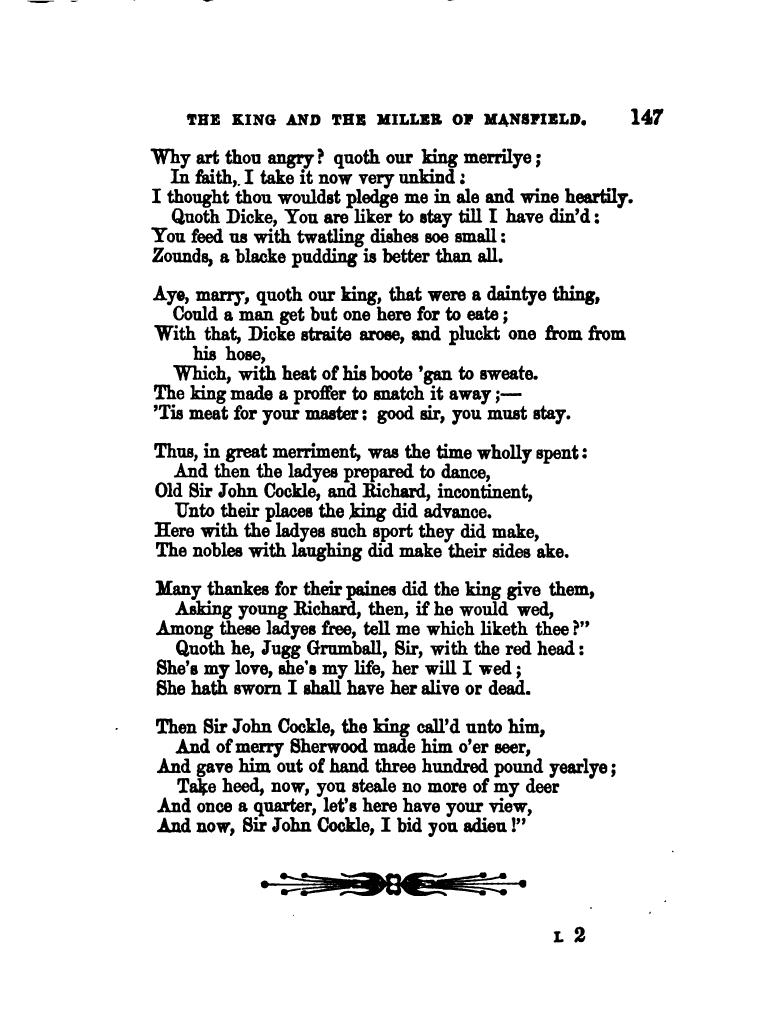 THE KING AND THE MILLER OF MANSFIELD. 147
Why art thou angry? quoth our king merrilye;
In faith, I take it now very unkind:
I thought thou wouldst pledge me in ale and wine heartily.
Quoth Dicke, You are liker to stay till I have din'd:
You feed us with twatling dishes soe small:
Zounds, a blacke pudding is better than all.
Aye, marry, quoth our king, that were a daintye thing,
Could a man get but one here for to eate;
With that, Dicke straite arose, and pluckt one from from
his hose,
Which, with heat of his boote 'gan to sweate.
The king made a proffer to snatch it away;—
'Tis meat for your master: good sir, you must stay.
Thus, in great merriment, was the time wholly spent:
And then the ladyes prepared to dance,
Old Sir John Cockle, and Richard, incontinent,
Unto their places the king did advance.
Here with the ladyes such sport they did make,
The nobles with laughing did make their sides ake.
Many thankes for their paines did the king give them,
Asking young Richard, then, if he would wed,
Among these ladyes free, tell me which liketh thee?"
Quoth he, Jugg Grumball, Sir, with the red head:
She's my love, she's my life, her will I wed;
She hath sworn I shall have her alive or dead.
Then Sir John Cockle, the king call'd unto him,
And of merry Sherwood made him o'er seer,
And gave him out of hand three hundred pound yearlye;
Take heed, now, you steale no more of my deer
And once a quarter, let's here have your view,
And now, Sir John Cockle, I bid you adieu!"
L 2